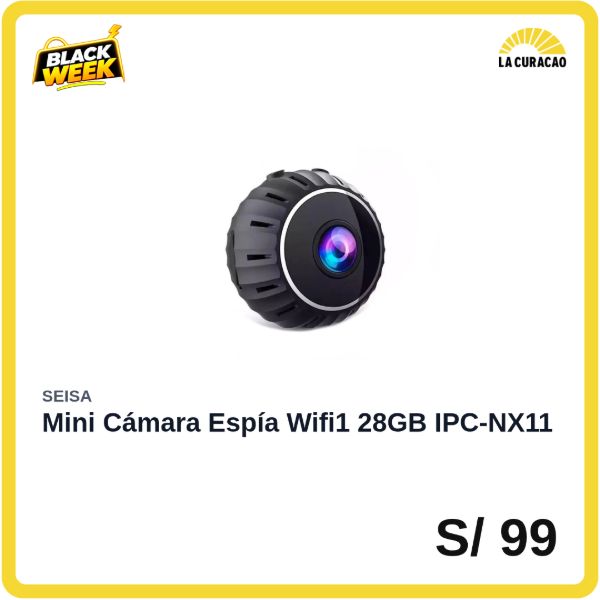 BLACK
WEEK
LA CURACAO
SEISA
Mini Cámara Espía Wifi1 28GB IPC-NX11
S/ 99